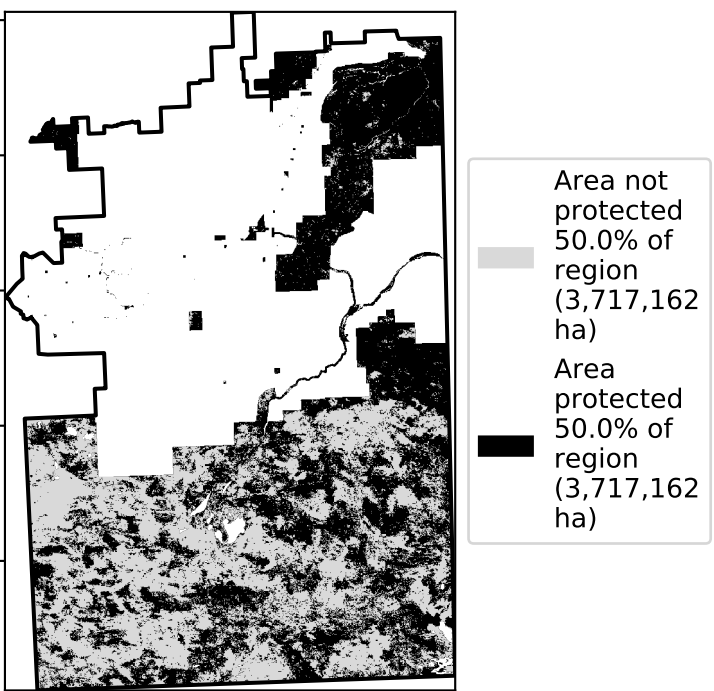 Area not
protected
50.0% of
region
(3,717,162
ha)
Area
protected
50.0% of
region
(3,717,162
ha)